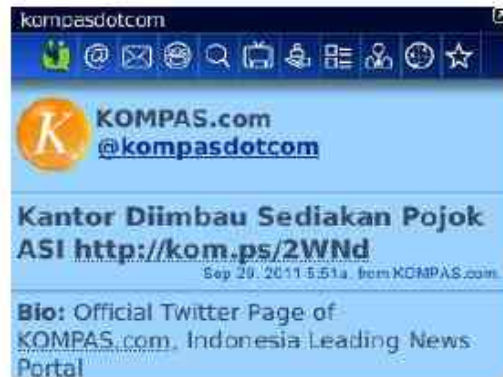 kompasdotcom
KOMPAS.com
@kompasdotcom
Kantor Diimbau Sediakan Pojok
ASI http://kom.ps/2WNd
Sep 29, 2011 5:51a, from KOMPAS.com
Bio: Official Twitter Page of
KOMPAS.com, Indonesia Leading News
Portal